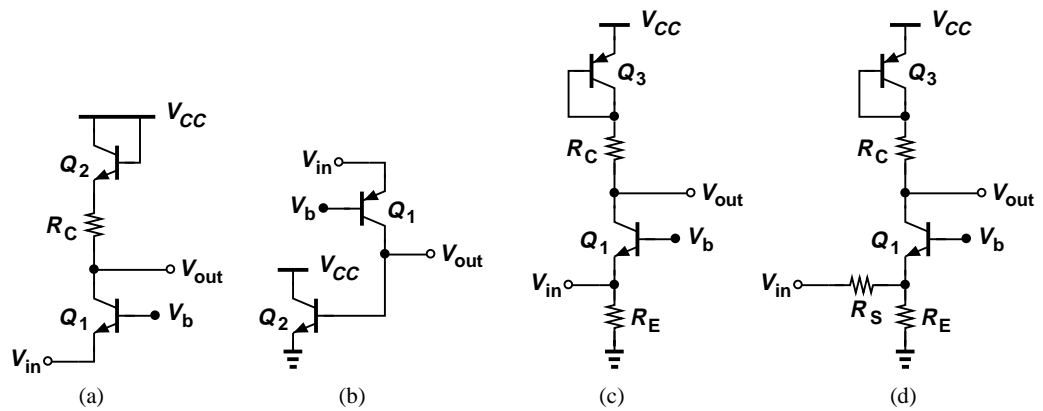 V_CC
Q_2
R_C
V_out
Q_1
V_b
V_in
(a)
V_in
V_b
Q_1
V_out
V_CC
Q_2
(b)
V_CC
Q_3
R_C
V_out
Q_1
V_b
V_in
R_E
(c)
V_CC
Q_3
R_C
V_out
Q_1
V_b
V_in
R_S
R_E
(d)